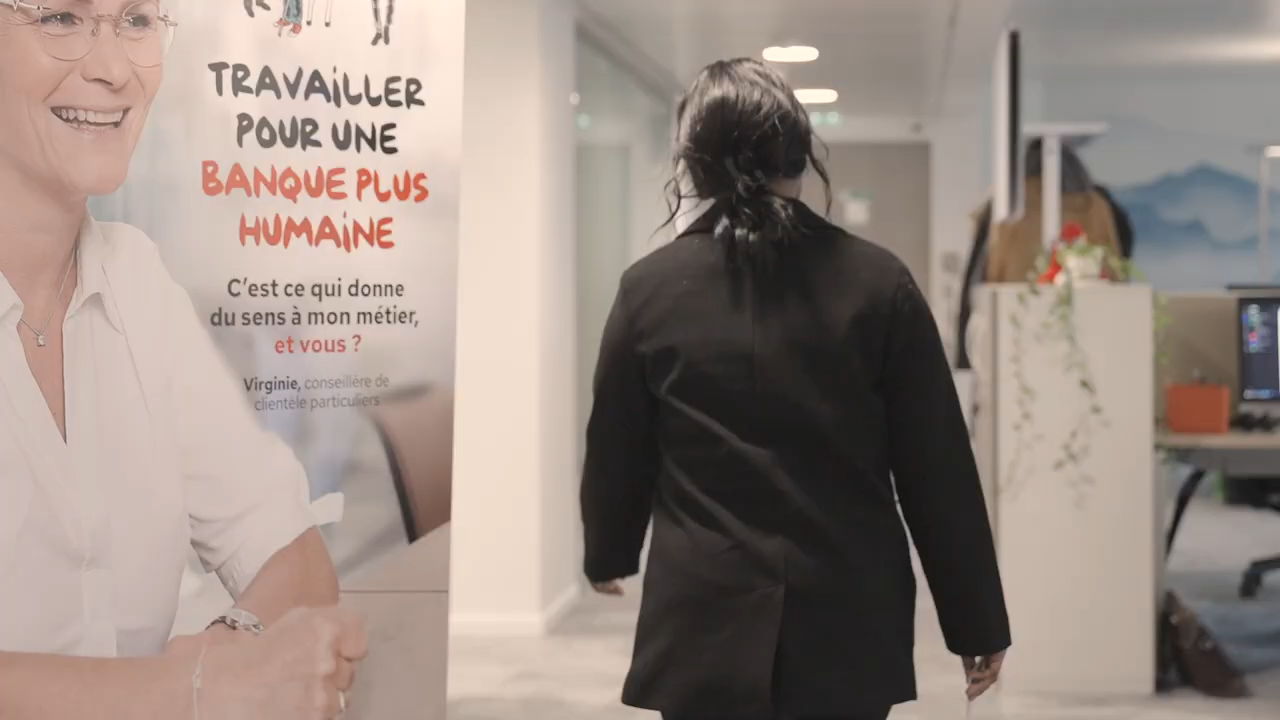 TRAVAiLLER
POUR UNE
BANQUE PLUS
HUMAiNE
C'est ce qui donne
du sens à mon métier,
et vous ?
Virginie, conseillère de
clientèle particuliers